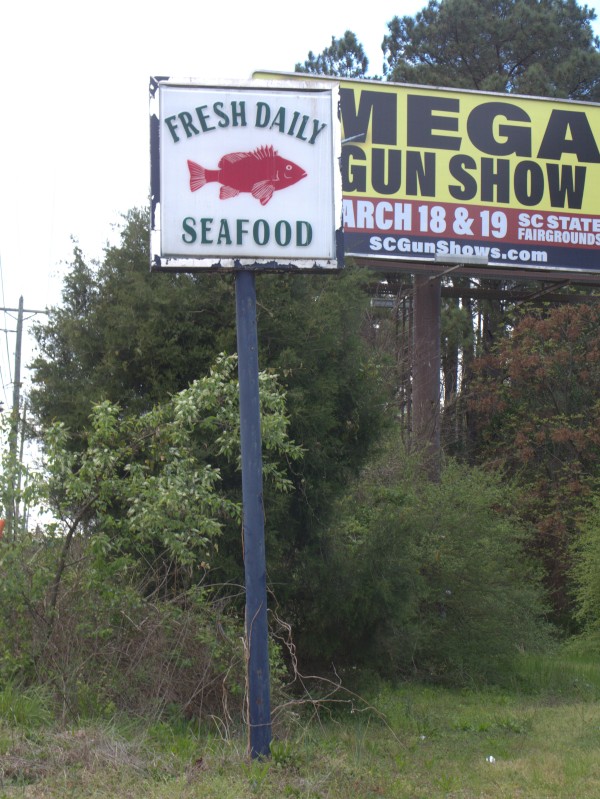 FRESH DAILY
SEAFOOD
MEGA
GUN SHOW
ARCH 18 & 19
SC STATE
FAIRGROUNDS
SCGunShows.com